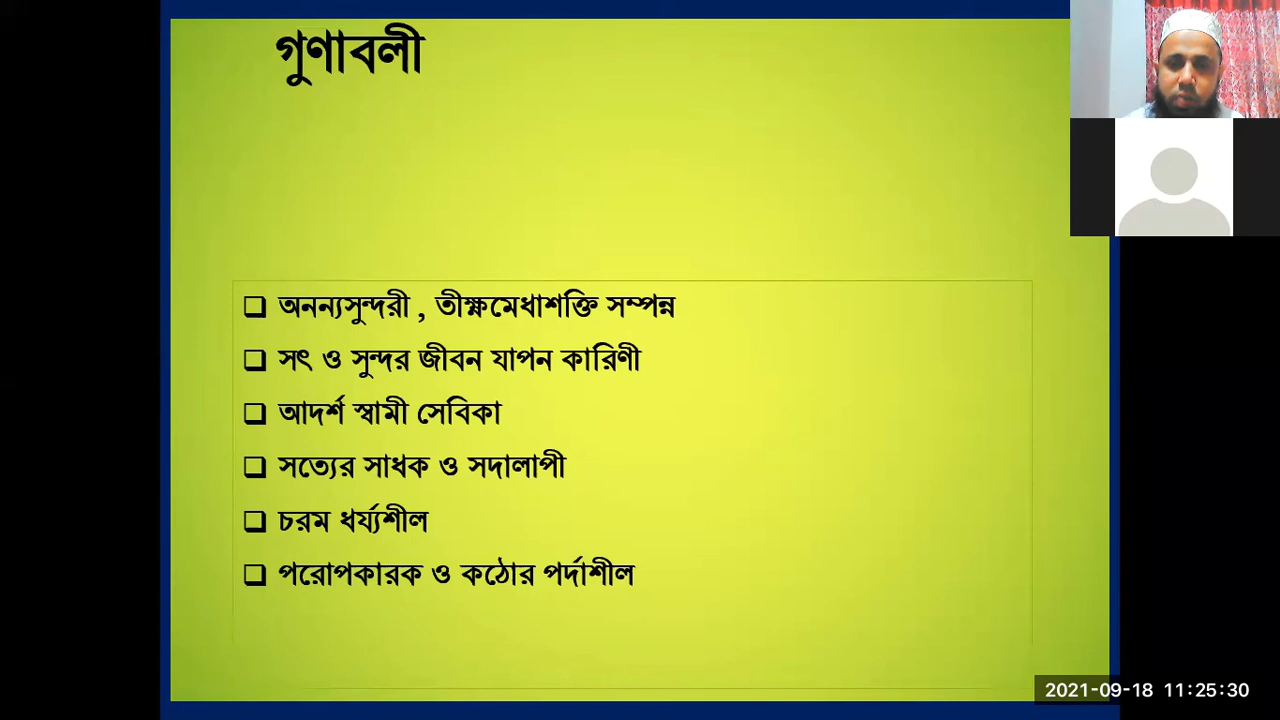 গুণাবলী
❑ অনন্যসুন্দরী , তীক্ষ্ণমেধাশক্তি সম্পন্ন
❑ সৎ ও সুন্দর জীবন যাপন কারিণী
❑ আদর্শ স্বামী সেবিকা
❑ সত্যের সাধক ও সদালাপী
❑ চরম ধর্য্যশীল
❑ পরোপকারক ও কঠোর পর্দাশীল
2021-09-18 11:25:30